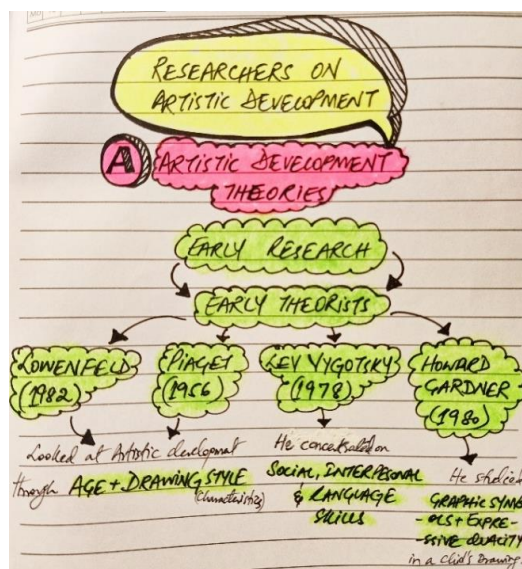 RESEARCHERS ON
ARTISTIC DEVELOPMENT
A
ARTISTIC DEVELOPMENT
THEORIES
EARLY RESEARCH
EARLY THEORISTS
LOWENFELD
(1982)
PIAGET
(1956)
LEV VYGOTSKY
(1978)
HOWARD
GARDNER
(1980)
Looked at Artistic development
through AGE + DRAWING STYLE
(characteristics)
He concentrated on
SOCIAL, INTERPESONAL
& LANGUAGE
SKILLS
He studied
GRAPHIC SYMB
-OLS + EXPRE-
-SSIVE QUALITY
in a Child's Drawing.